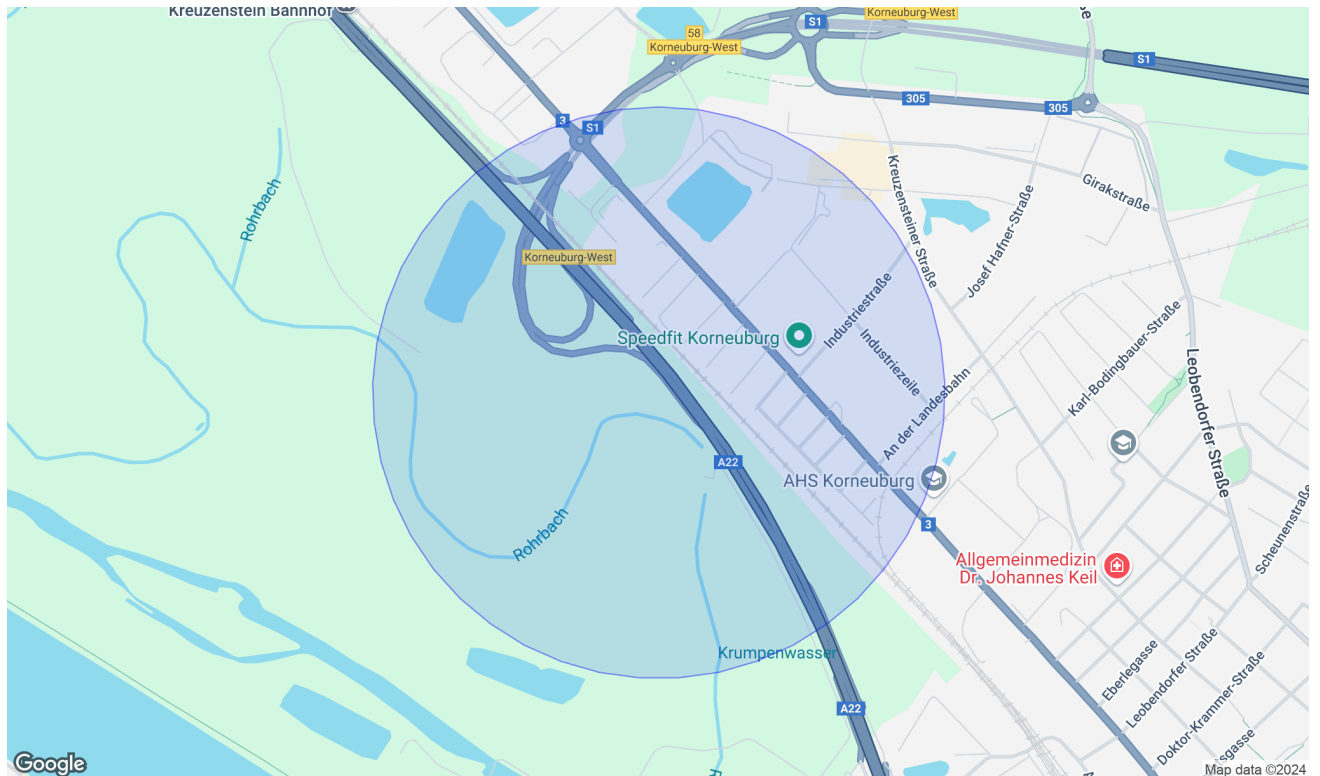 Kreuzenstein Bahnhof
Korneuburg-West
S1
58
Korneuburg-West
S1
305
305
3
S1
Rohrbach
Kreuzensteiner Straße
Girakstraße
Josef Hafner-Straße
Korneuburg-West
Speedfit Korneuburg
Industriestraße
Industriezeile
Karl-Bodingbauer-Straße
Leobendorfer Straße
An der Landesbahn
A22
AHS Korneuburg
3
Rohrbach
Scheunenstraße
Allgemeinmedizin
Dr. Johannes Keil
Krumpenwasser
Eberlegasse
Leobendorfer Straße
Doktor-Krammer-Straße
A22
Google
Map data ©2024